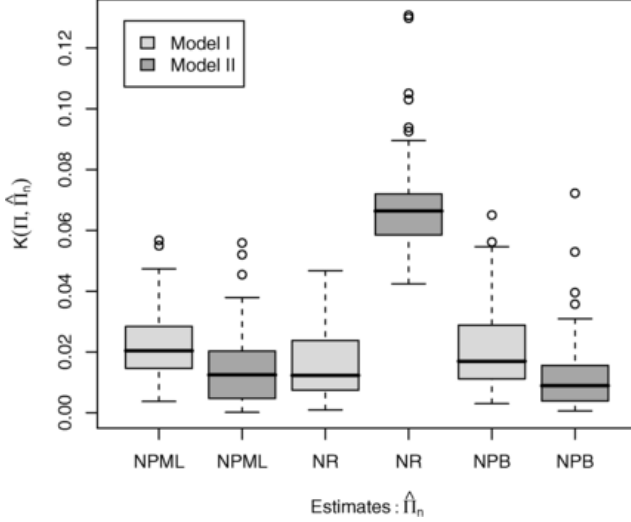 Model I
Model II
K(Π, Π̂ₙ)
0.12
0.10
0.08
0.06
0.04
0.02
0.00
NPML NPML NR NR NPB NPB
Estimates : Π̂ₙ